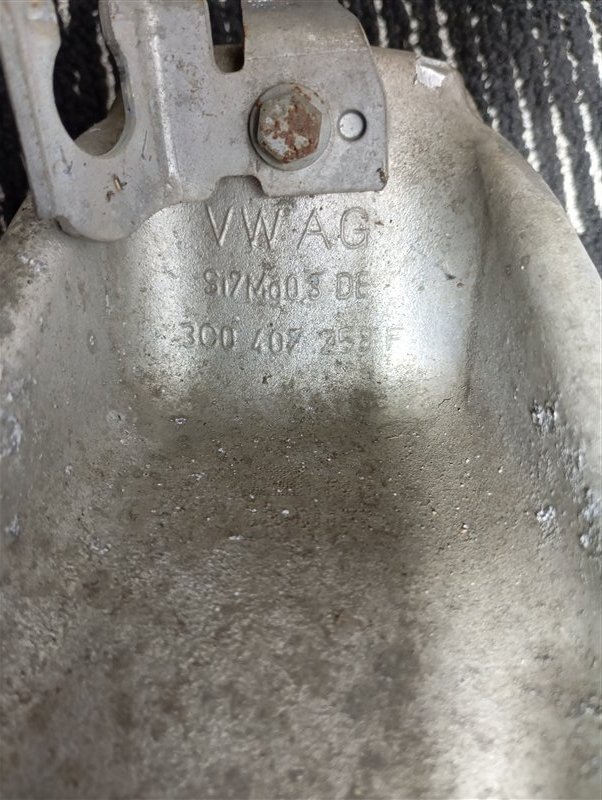 VW AG
Si7Mg0,3 DE
3C0 407 253 F